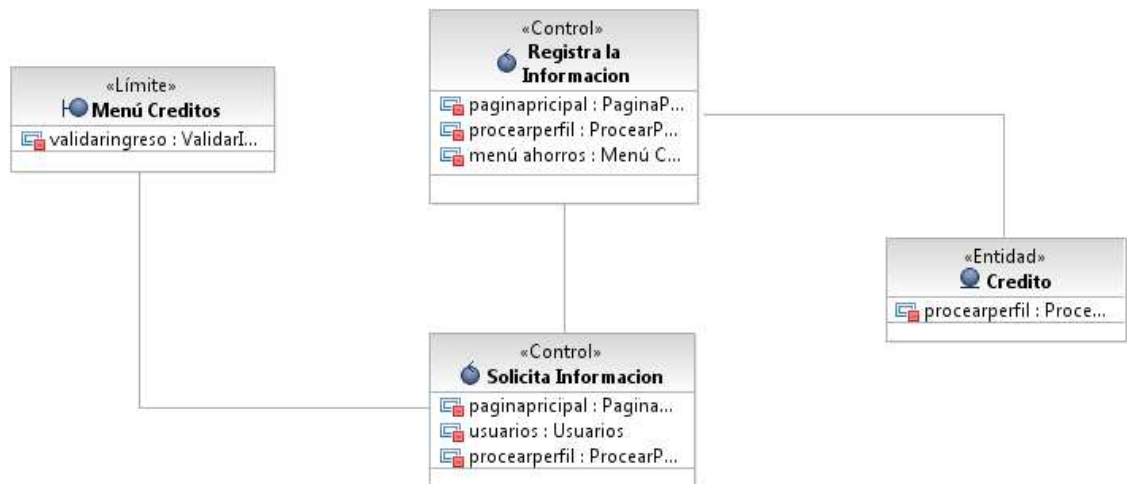 «Límite»
Menú Creditos
validaringreso : ValidarI...
«Control»
Registra la
Informacion
paginapricipal : PaginaP...
procearperfil : ProcearP...
menú ahorros : Menú C...
«Entidad»
Credito
procearperfil : Proce...
«Control»
Solicita Informacion
paginapricipal : Pagina...
usuarios : Usuarios
procearperfil : ProcearP...